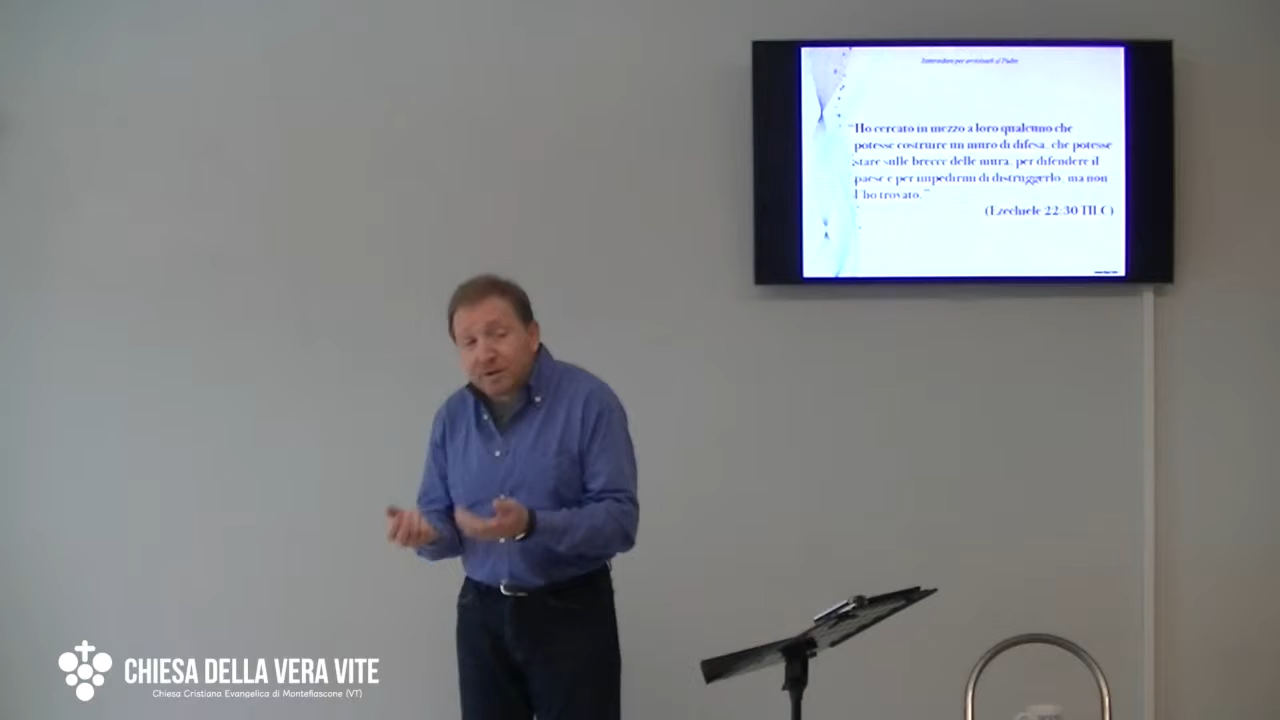 Intercedere per avvicinarli al Padre
"Ho cercato in mezzo a loro qualcuno che
potesse costruire un muro di difesa, che potesse
stare sulle brecce delle mura, per difendere il
paese e per impedirmi di distruggerlo, ma non
l'ho trovato."
(Ezechiele 22:30 TILC)
CHIESA DELLA VERA VITE
Chiesa Cristiana Evangelica di Montefiascone (VT)